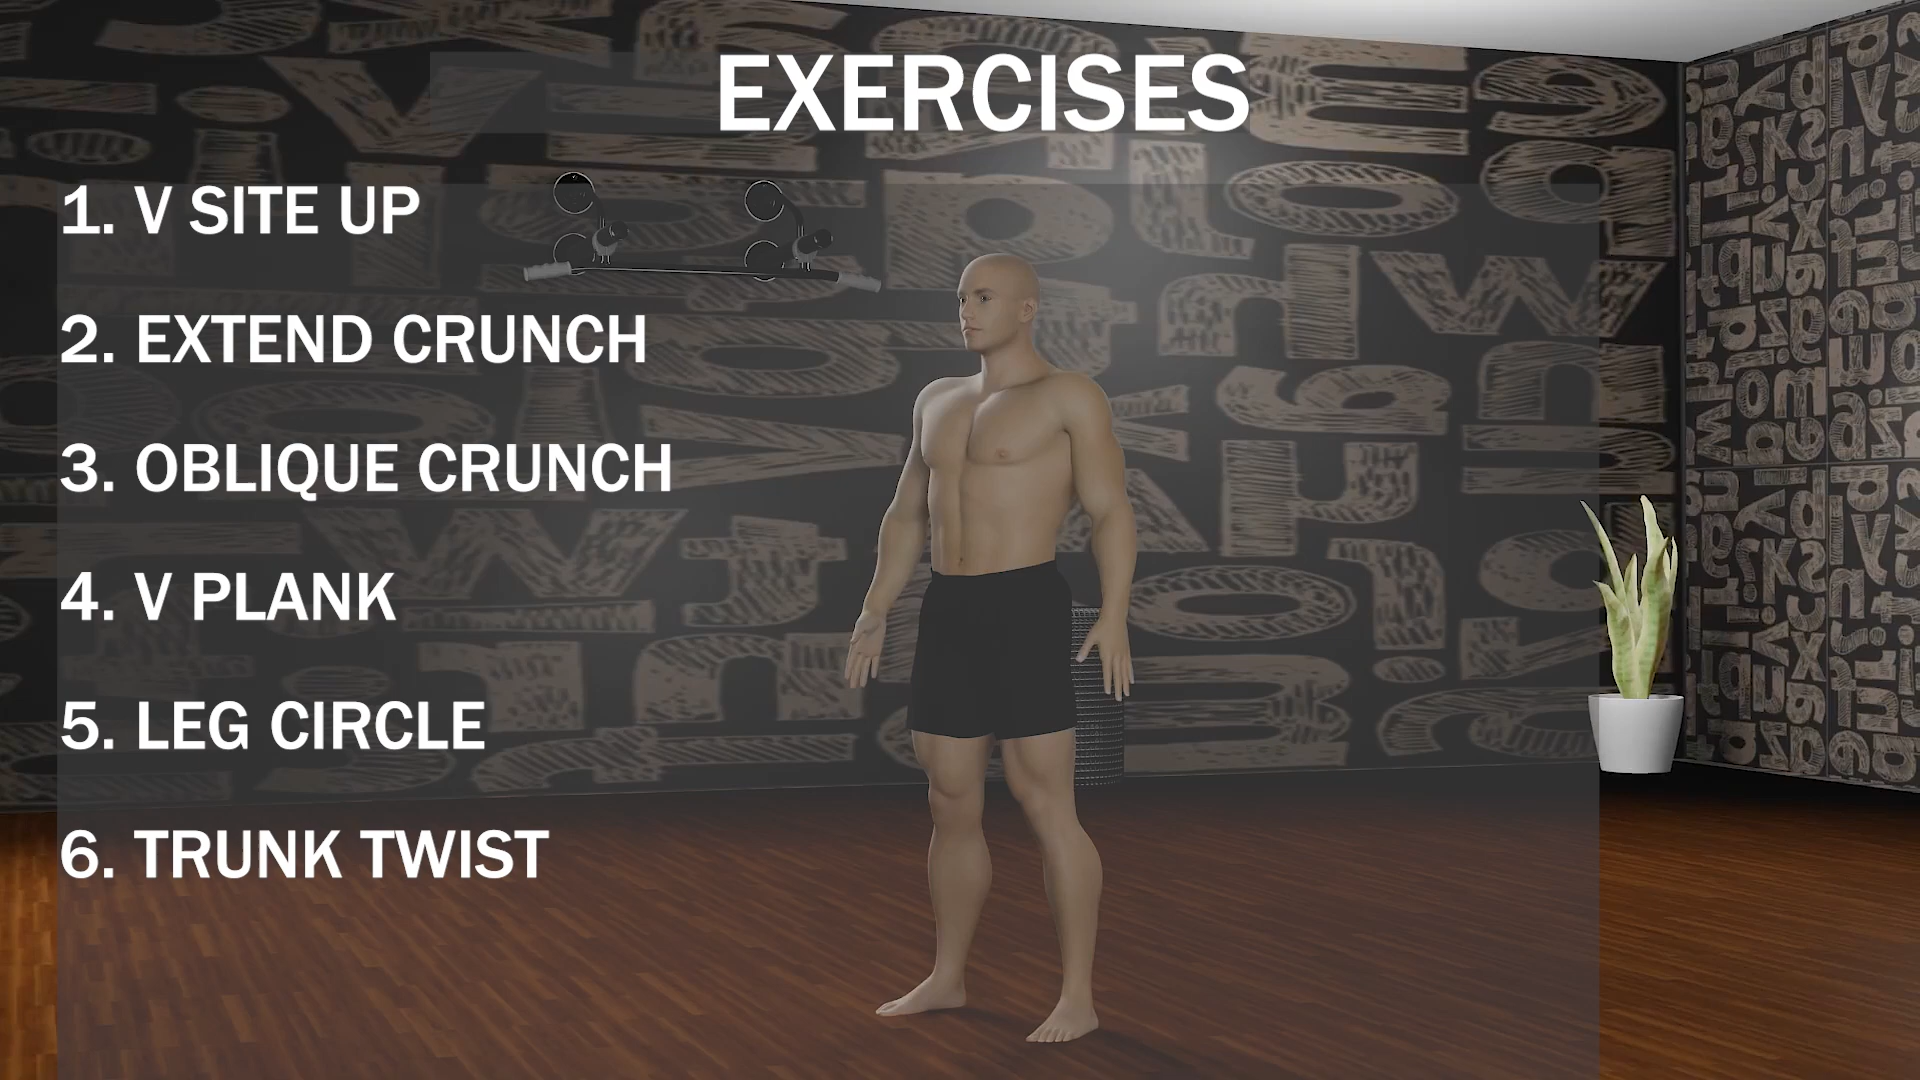 EXERCISES
1. V SITE UP
2. EXTEND CRUNCH
3. OBLIQUE CRUNCH
4. V PLANK
5. LEG CIRCLE
6. TRUNK TWIST